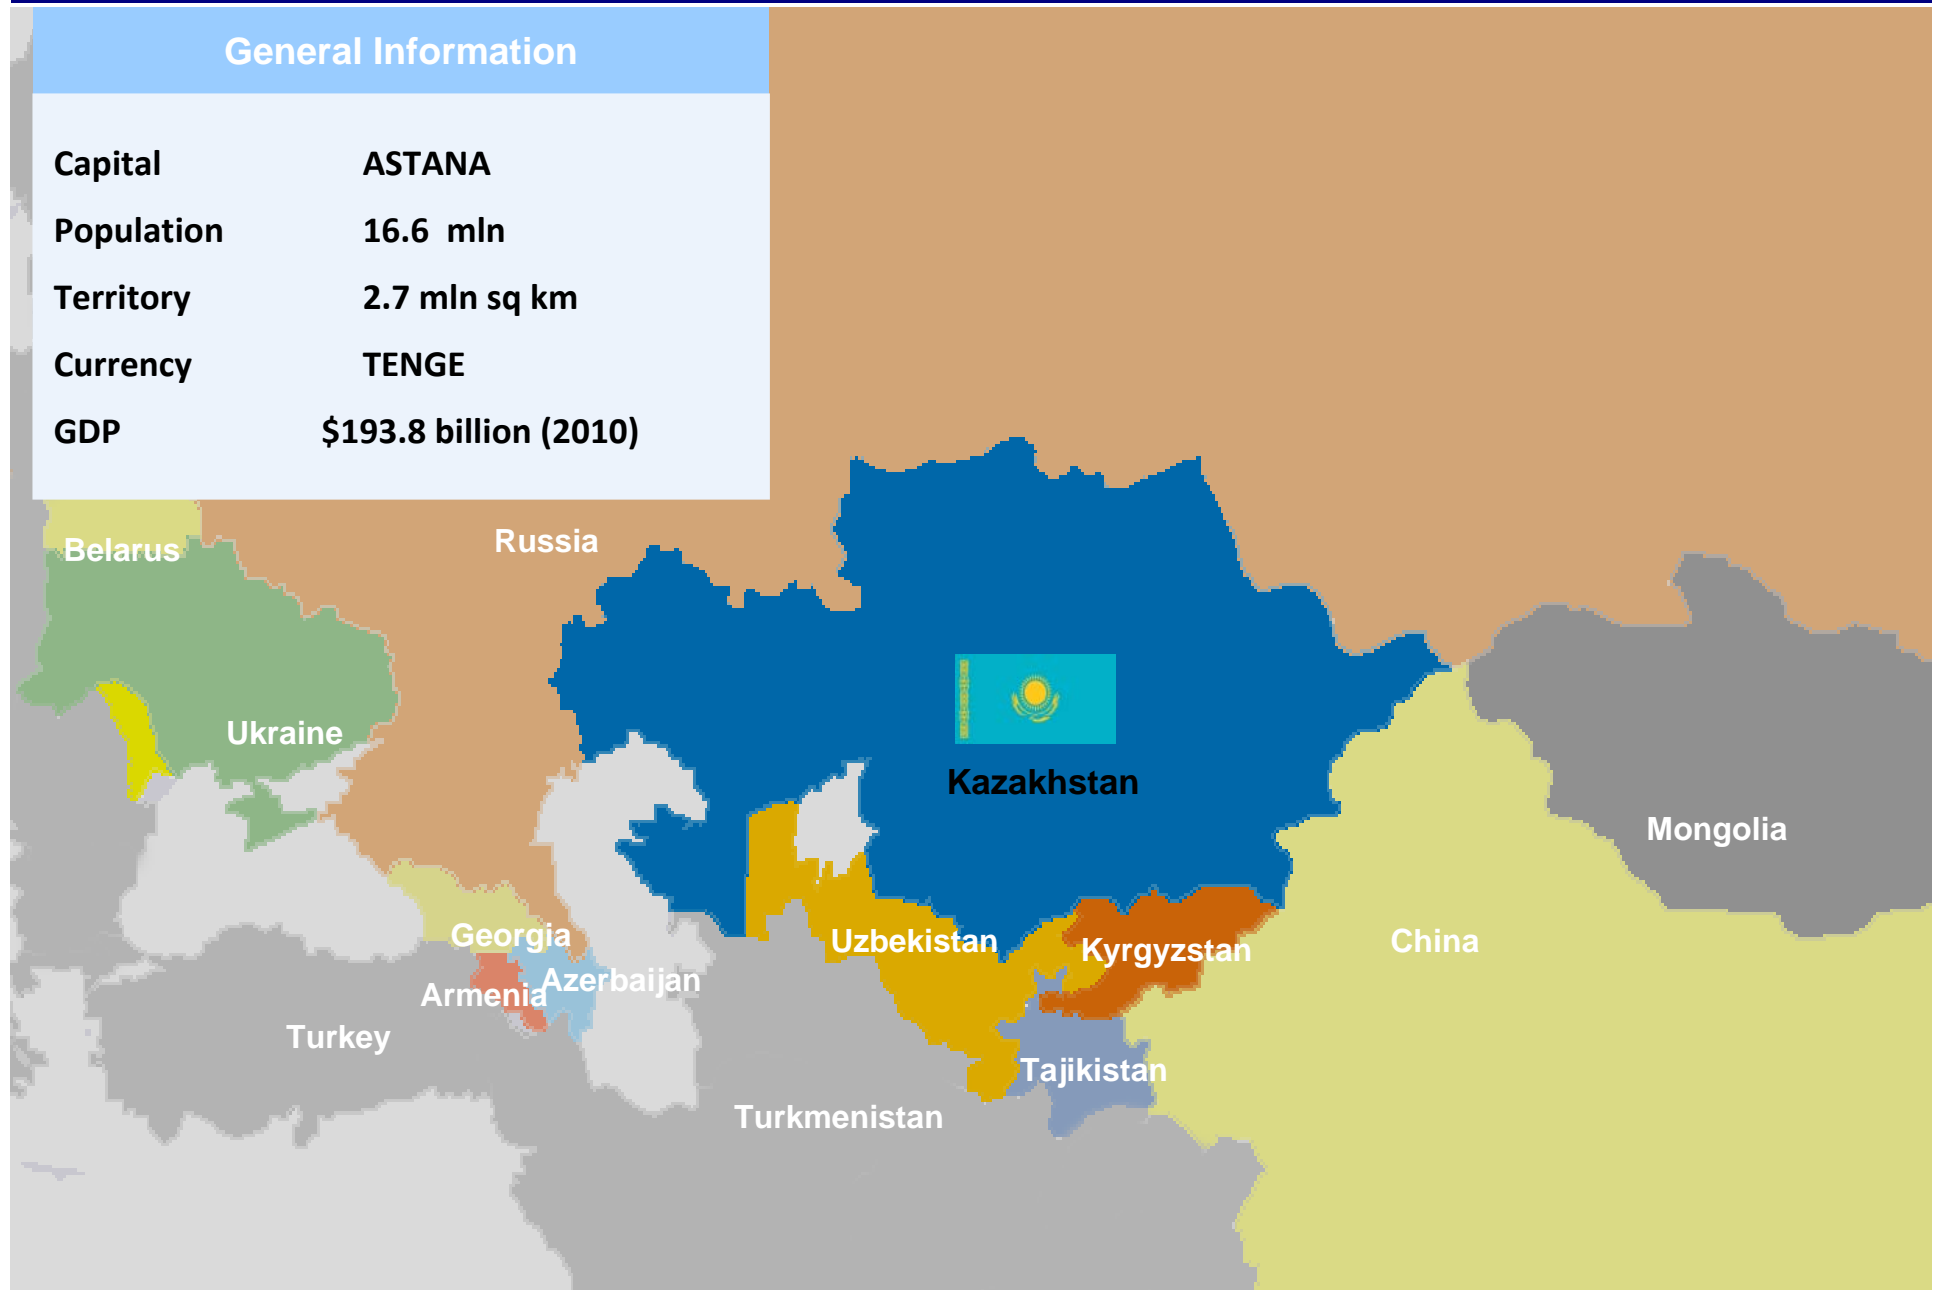 General Information
Capital ASTANA
Population 16.6 mln
Territory 2.7 mln sq km
Currency TENGE
GDP $193.8 billion (2010)
Russia
Belarus
Ukraine
Kazakhstan
Mongolia
Georgia
Uzbekistan
Kyrgyzstan
China
Azerbaijan
Armenia
Turkey
Tajikistan
Turkmenistan